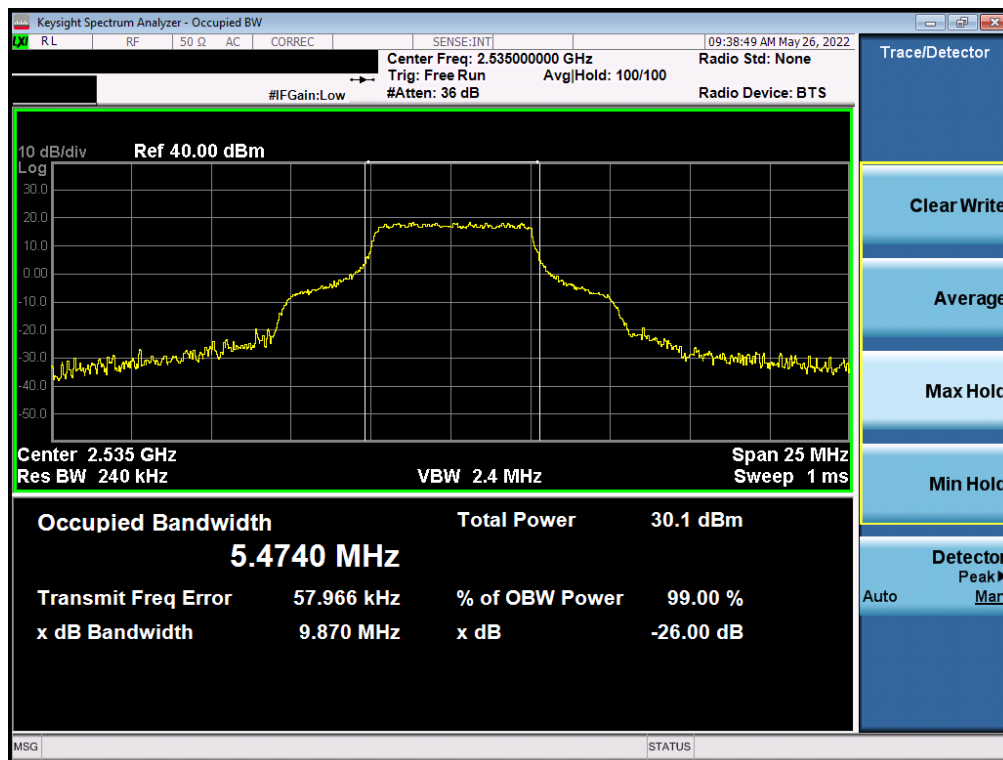 Keysight Spectrum Analyzer - Occupied BW
LXI RL RF 50 Ω AC CORREC SENSE:INT 09:38:49 AM May 26, 2022
Center Freq: 2.535000000 GHz Radio Std: None
Trig: Free Run Avg|Hold: 100/100
#IFGain:Low #Atten: 36 dB Radio Device: BTS
10 dB/div Ref 40.00 dBm
Log
30.0
20.0
10.0
0.00
-10.0
-20.0
-30.0
-40.0
-50.0
Center 2.535 GHz Span 25 MHz
Res BW 240 kHz VBW 2.4 MHz Sweep 1 ms
Occupied Bandwidth Total Power 30.1 dBm
5.4740 MHz
Transmit Freq Error 57.966 kHz % of OBW Power 99.00 %
x dB Bandwidth 9.870 MHz x dB -26.00 dB
MSG STATUS
Trace/Detector
Clear Write
Average
Max Hold
Min Hold
Detector
Peak▶
Auto Man